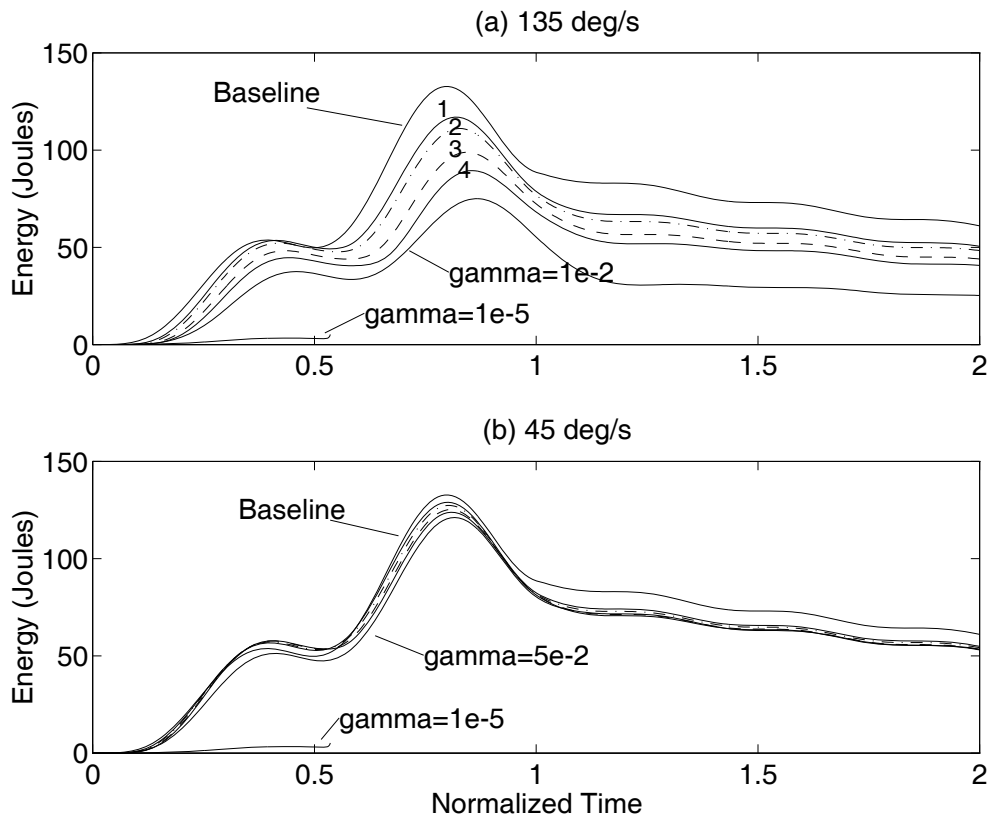 (a) 135 deg/s
150
100
50
0
Energy (Joules)
Baseline
1
2
3
4
gamma=1e-2
gamma=1e-5
0
0.5
1
1.5
2
(b) 45 deg/s
150
100
50
0
Energy (Joules)
Baseline
gamma=5e-2
gamma=1e-5
0
0.5
1
1.5
2
Normalized Time